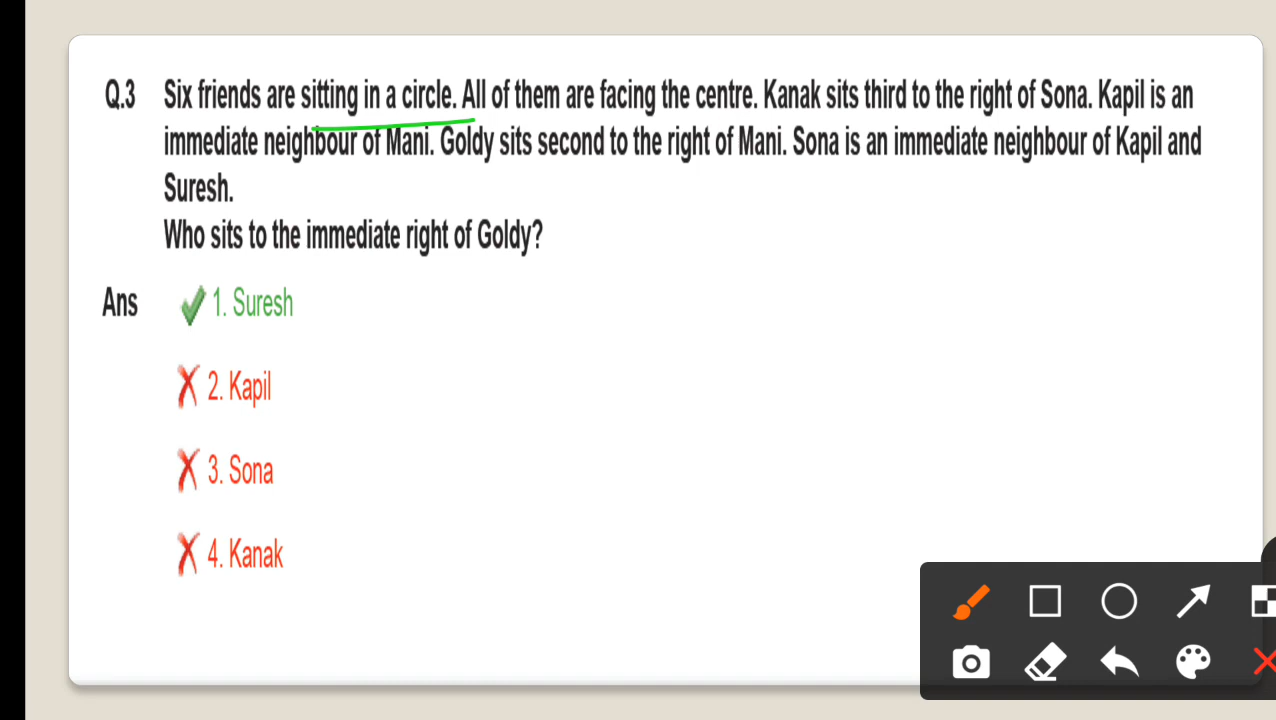 Q.3 Six friends are sitting in a circle. All of them are facing the centre. Kanak sits third to the right of Sona. Kapil is an
immediate neighbour of Mani. Goldy sits second to the right of Mani. Sona is an immediate neighbour of Kapil and
Suresh.
Who sits to the immediate right of Goldy?
Ans 1. Suresh
2. Kapil
3. Sona
4. Kanak